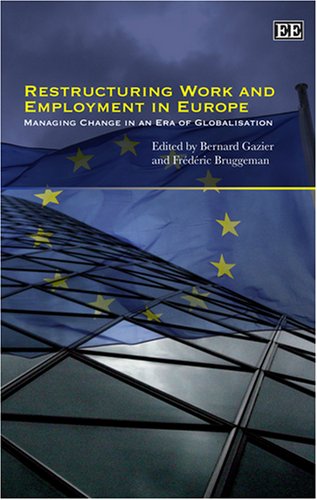 EE
RESTRUCTURING WORK AND
EMPLOYMENT IN EUROPE
MANAGING CHANGE IN AN ERA OF GLOBALISATION
Edited by Bernard Gazier
and Frédéric Bruggeman